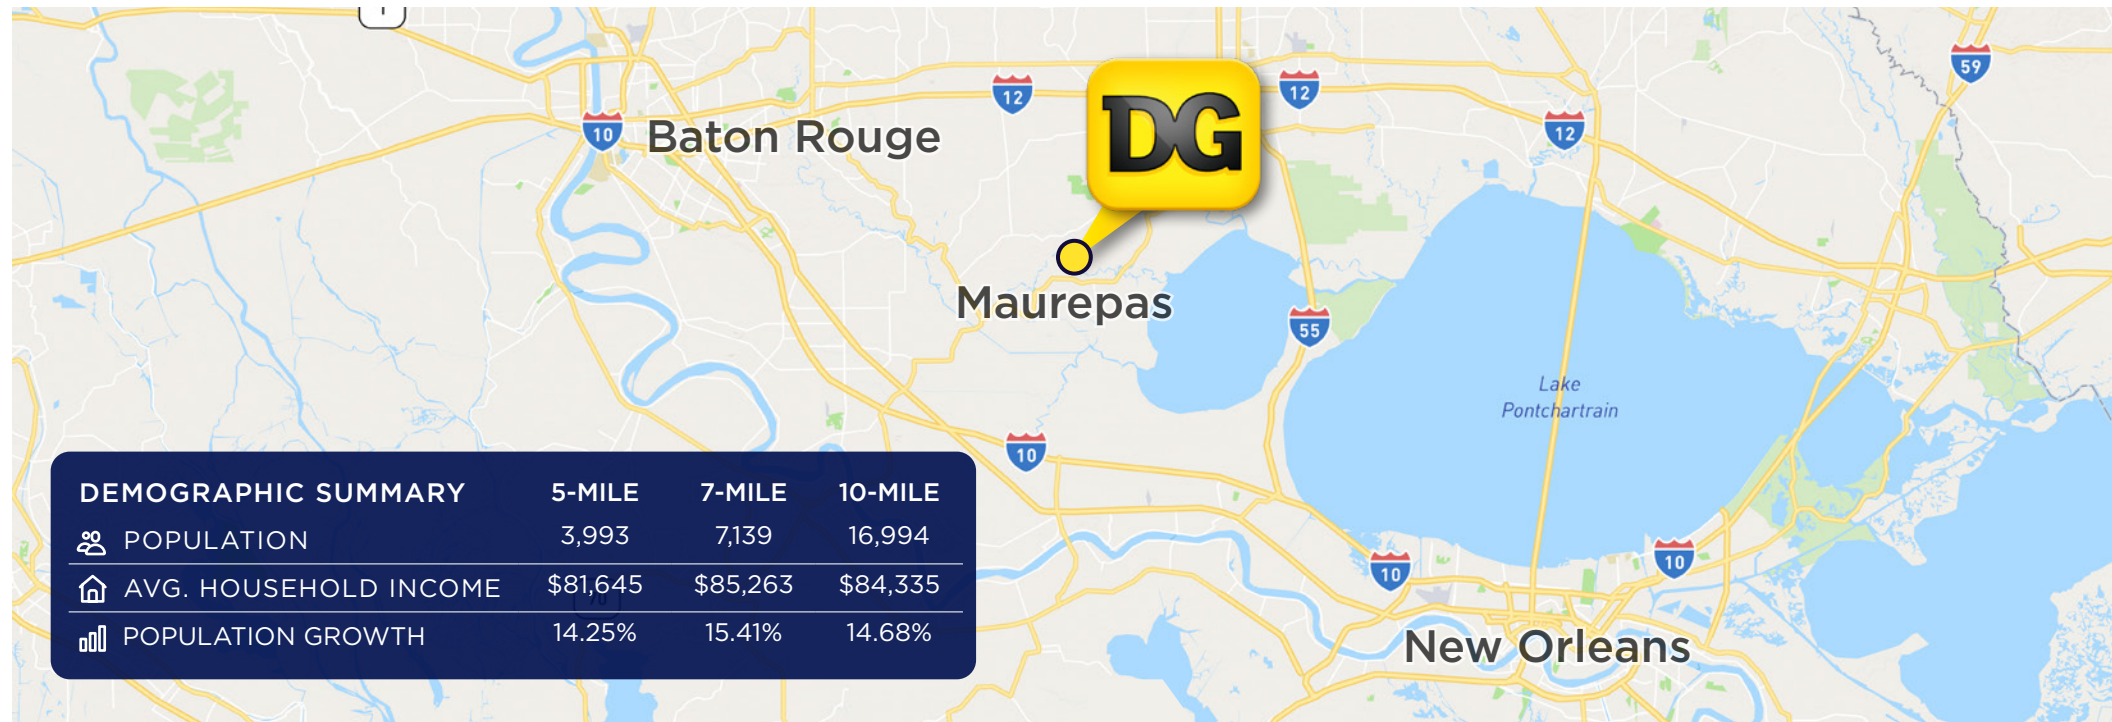 12
DG
12
59
10
Baton Rouge
12
Maurepas
55
Lake
Pontchartrain
10
DEMOGRAPHIC SUMMARY 5-MILE 7-MILE 10-MILE
POPULATION 3,993 7,139 16,994
AVG. HOUSEHOLD INCOME $81,645 $85,263 $84,335
POPULATION GROWTH 14.25% 15.41% 14.68%
10
10
New Orleans